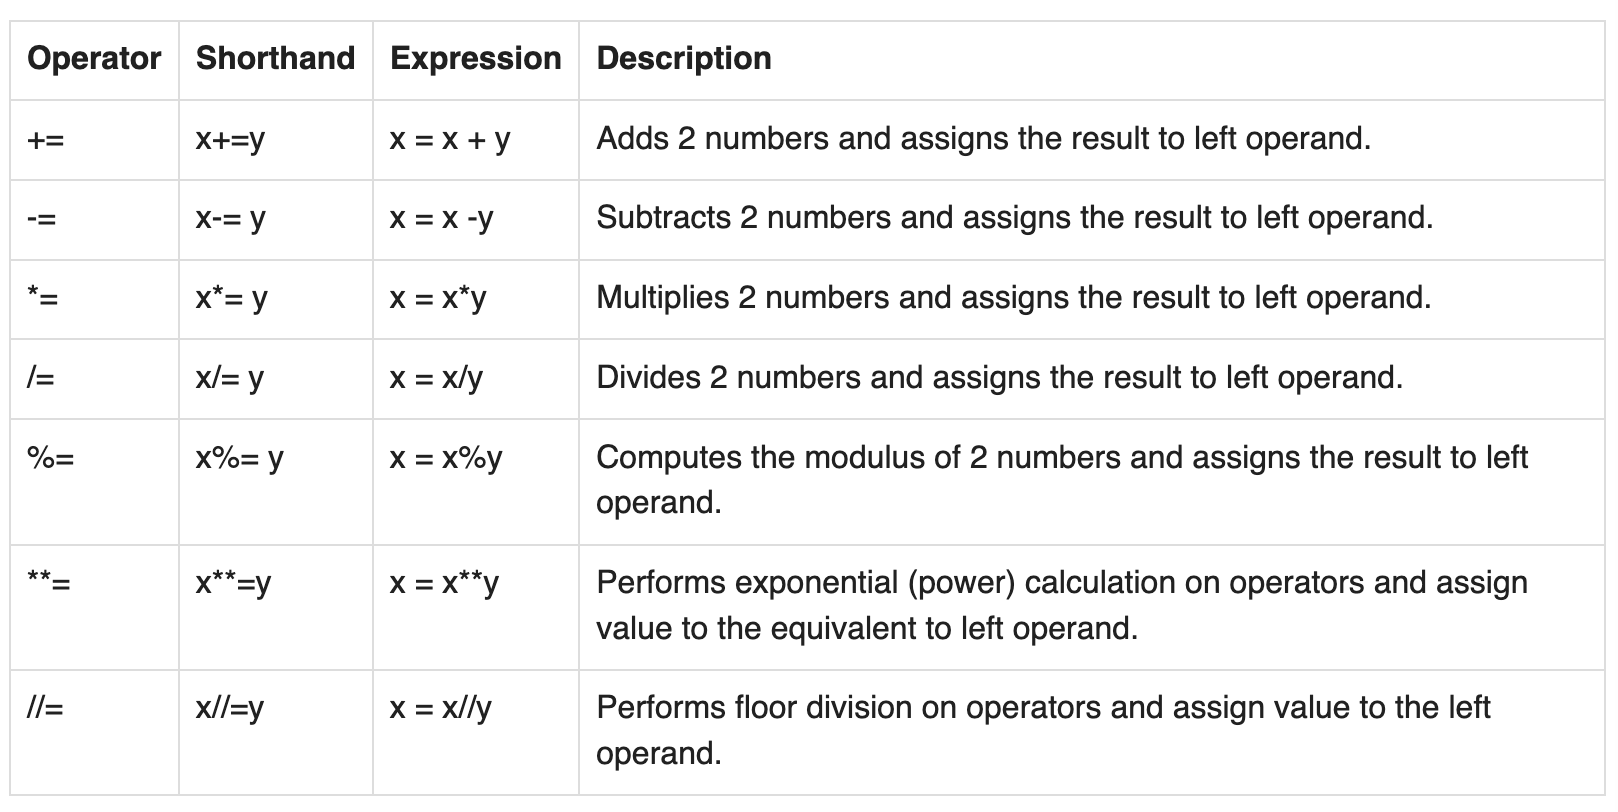 Operator Shorthand Expression Description
+= x+=y x = x + y Adds 2 numbers and assigns the result to left operand.
-= x-= y x = x -y Subtracts 2 numbers and assigns the result to left operand.
*= x*= y x = x*y Multiplies 2 numbers and assigns the result to left operand.
/= x/= y x = x/y Divides 2 numbers and assigns the result to left operand.
%= x%= y x = x%y Computes the modulus of 2 numbers and assigns the result to left
operand.
**= x**=y x = x**y Performs exponential (power) calculation on operators and assign
value to the equivalent to left operand.
//= x//=y x = x//y Performs floor division on operators and assign value to the left
operand.